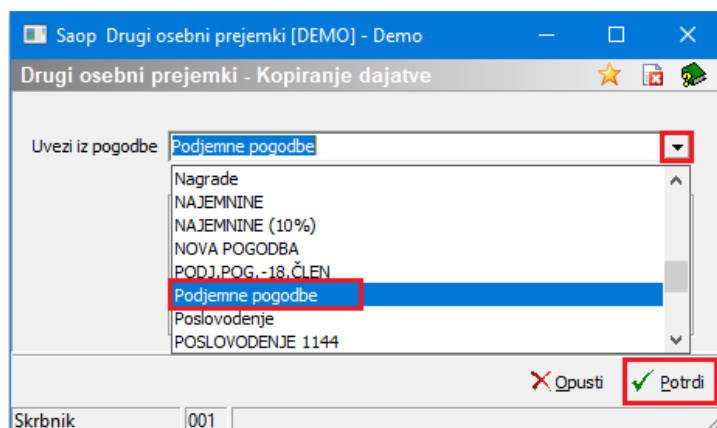 Saop Drugi osebni prejemki [DEMO] - Demo
Drugi osebni prejemki - Kopiranje dajatve
Uvezi iz pogodbe Podjemne pogodbe
Nagrade
NAJEMNINE
NAJEMNINE (10%)
NOVA POGODBA
PODJ.POG.-18.ČLEN
Podjemne pogodbe
Poslovodenje
POSLOVODENJE 1144
Opusti Potrdi
Skrbnik 001